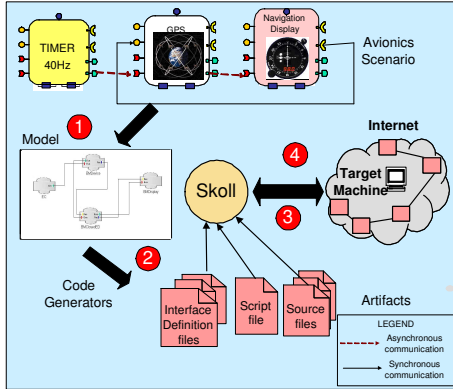 TIMER
40Hz
GPS
Navigation
Display
Avionics
Scenario
1
Model
4
Internet
Target
Machine
Skoll
3
2
Code
Generators
Interface
Definition
files
Script
file
Source
files
Artifacts
LEGEND
Asynchronous
communication
Synchronous
communication